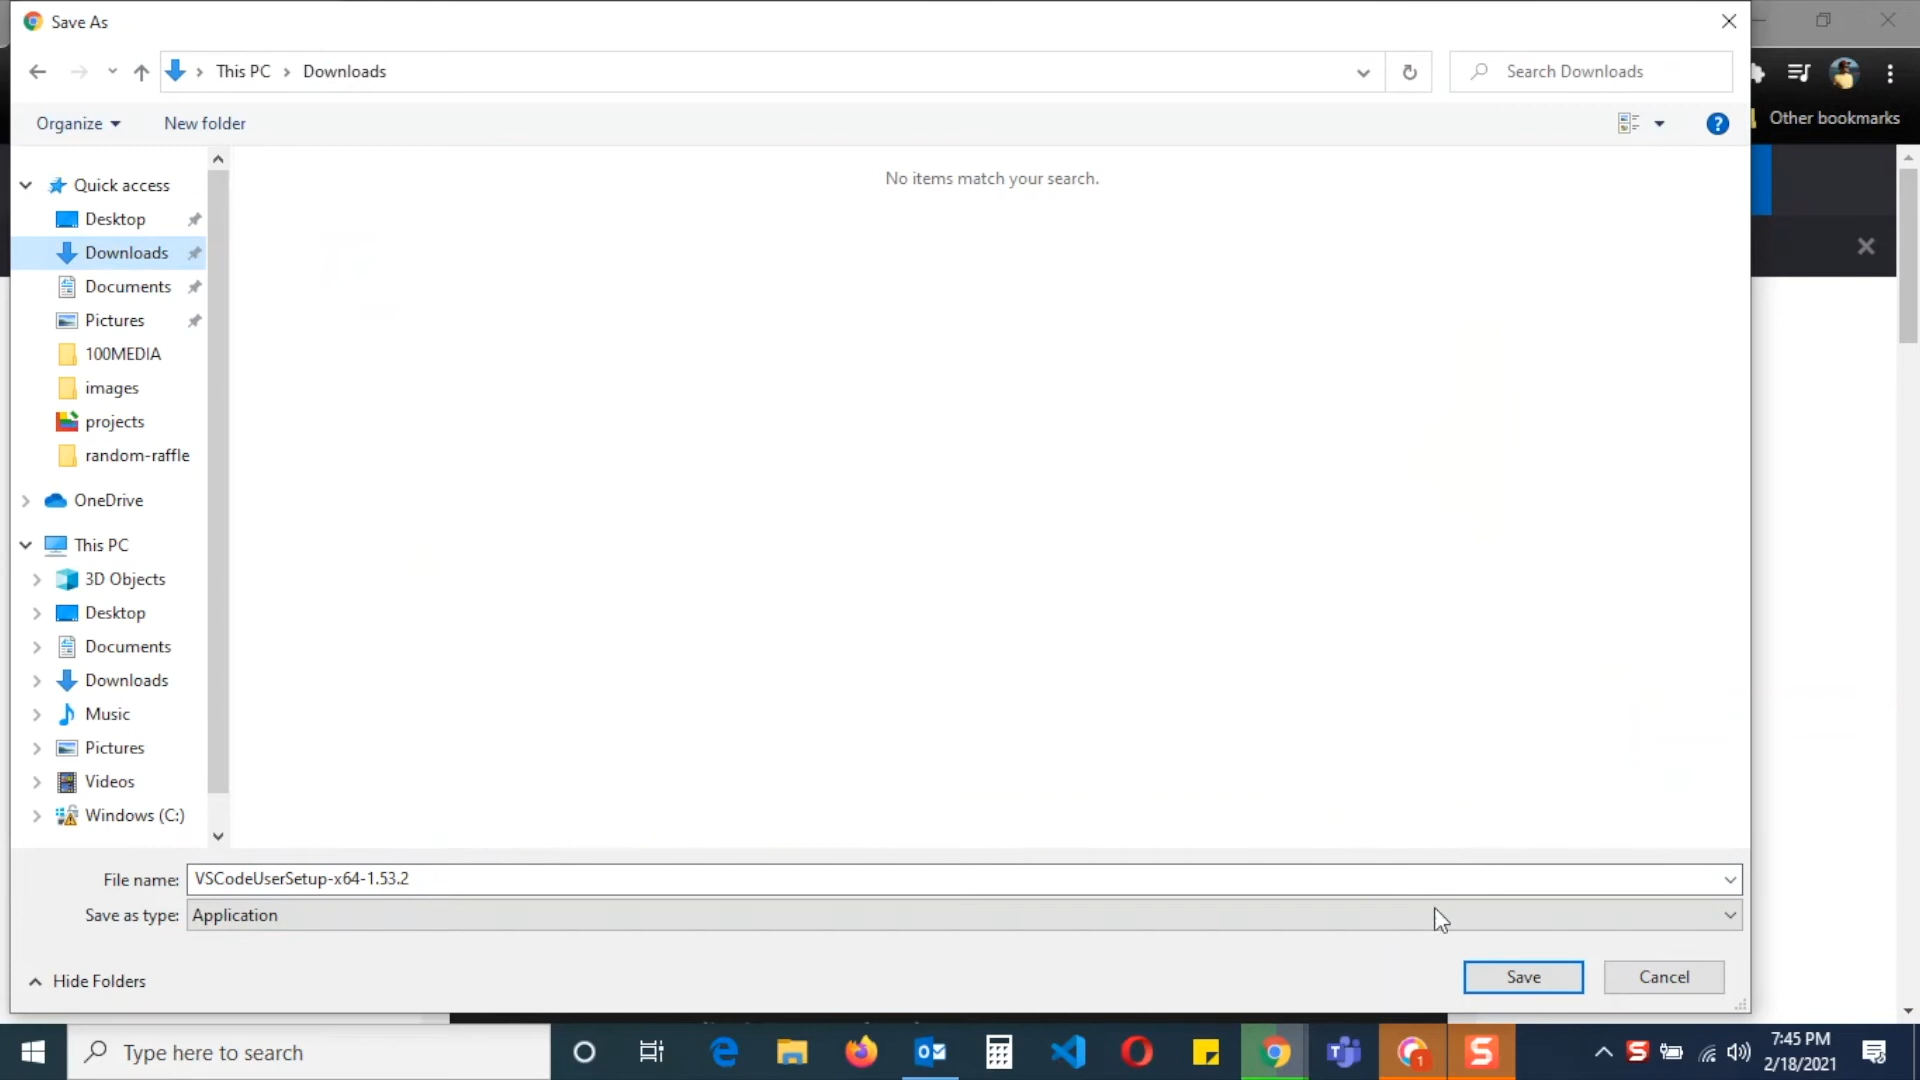 Save As
This PC
Downloads
Search Downloads
Organize
New folder
Other bookmarks
No items match your search.
Quick access
Desktop
Downloads
Documents
Pictures
100MEDIA
images
projects
random-raffle
OneDrive
This PC
3D Objects
Desktop
Documents
Downloads
Music
Pictures
Videos
Windows (C:)
File name: VSCodeUserSetup-x64-1.53.2
Save as type: Application
Hide Folders
Save
Cancel
Type here to search
7:45 PM
2/18/2021